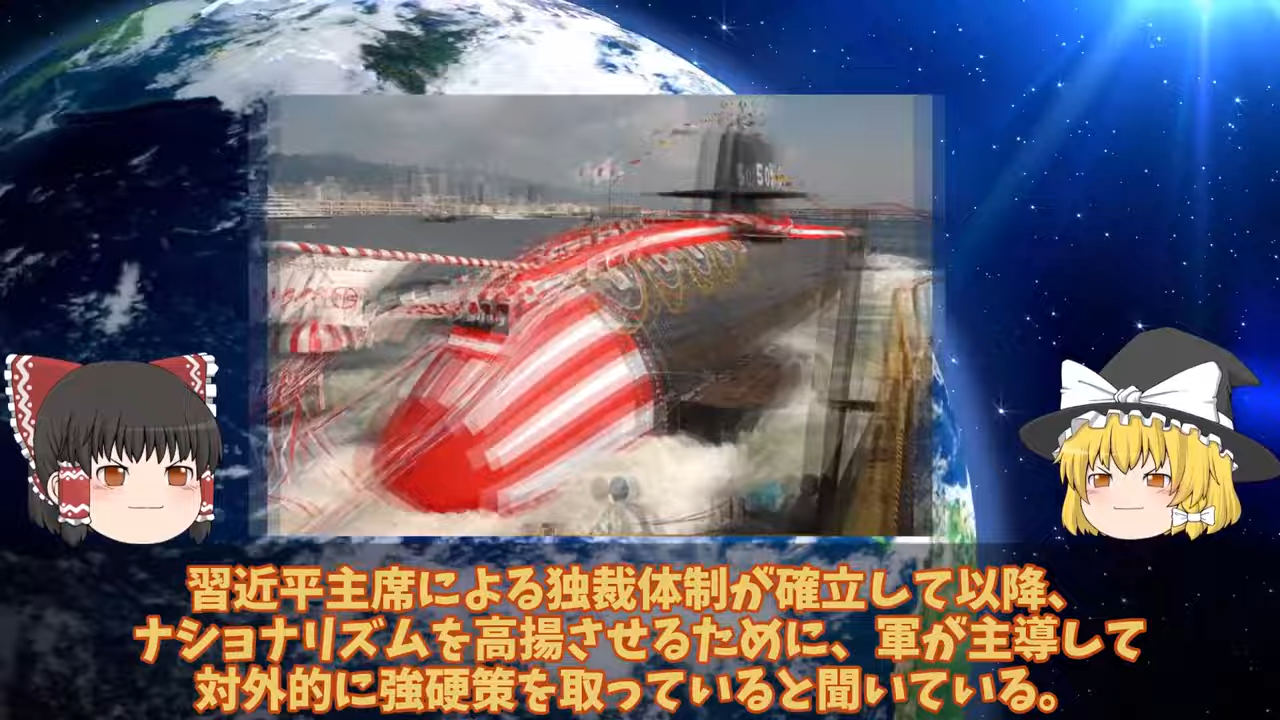 習近平主席による独裁体制が確立して以降、
ナショナリズムを高揚させるために、軍が主導して
対外的に強硬策を取っていると聞いている。